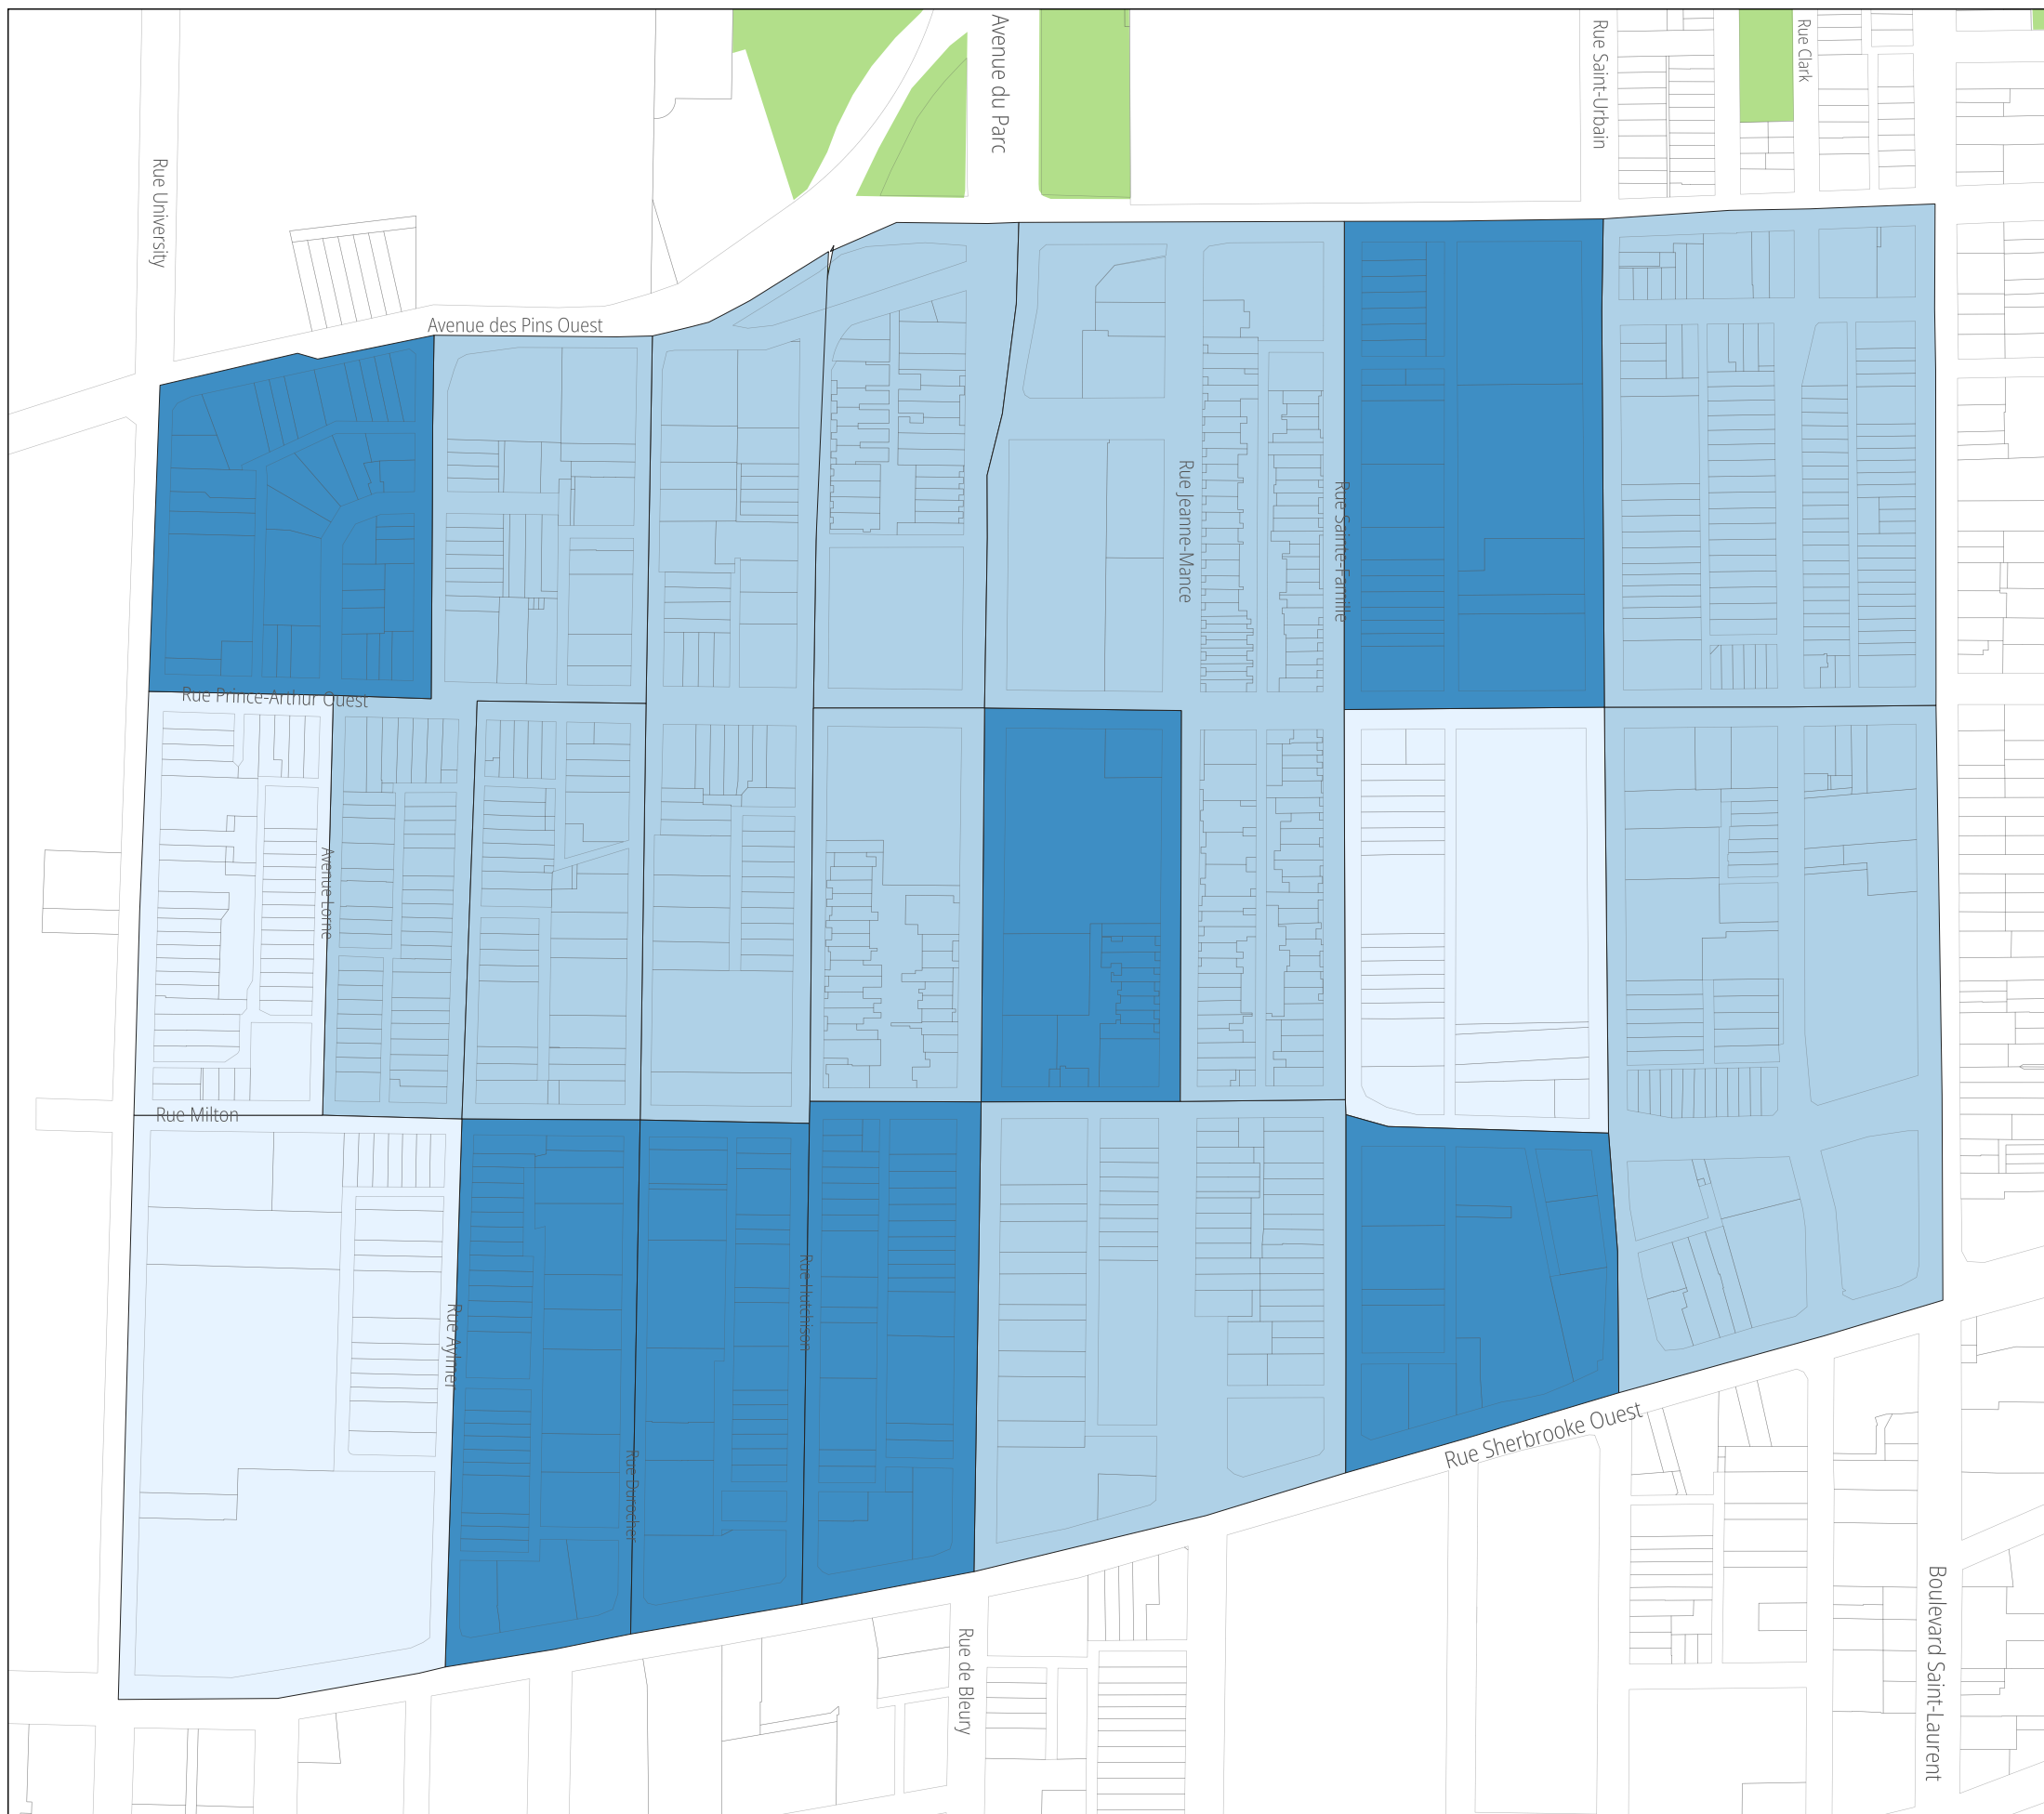 Avenue du Parc
Rue Saint-Urbain
Rue Clark
Rue University
Avenue des Pins Ouest
Rue Jeanne-Mance
Rue Sainte-Famille
Rue Prince-Arthur Ouest
Avenue Lorne
Rue Milton
Rue Hutchison
Rue Aylmer
Rue Durocher
Rue Sherbrooke Ouest
Rue de Bleury
Boulevard Saint-Laurent